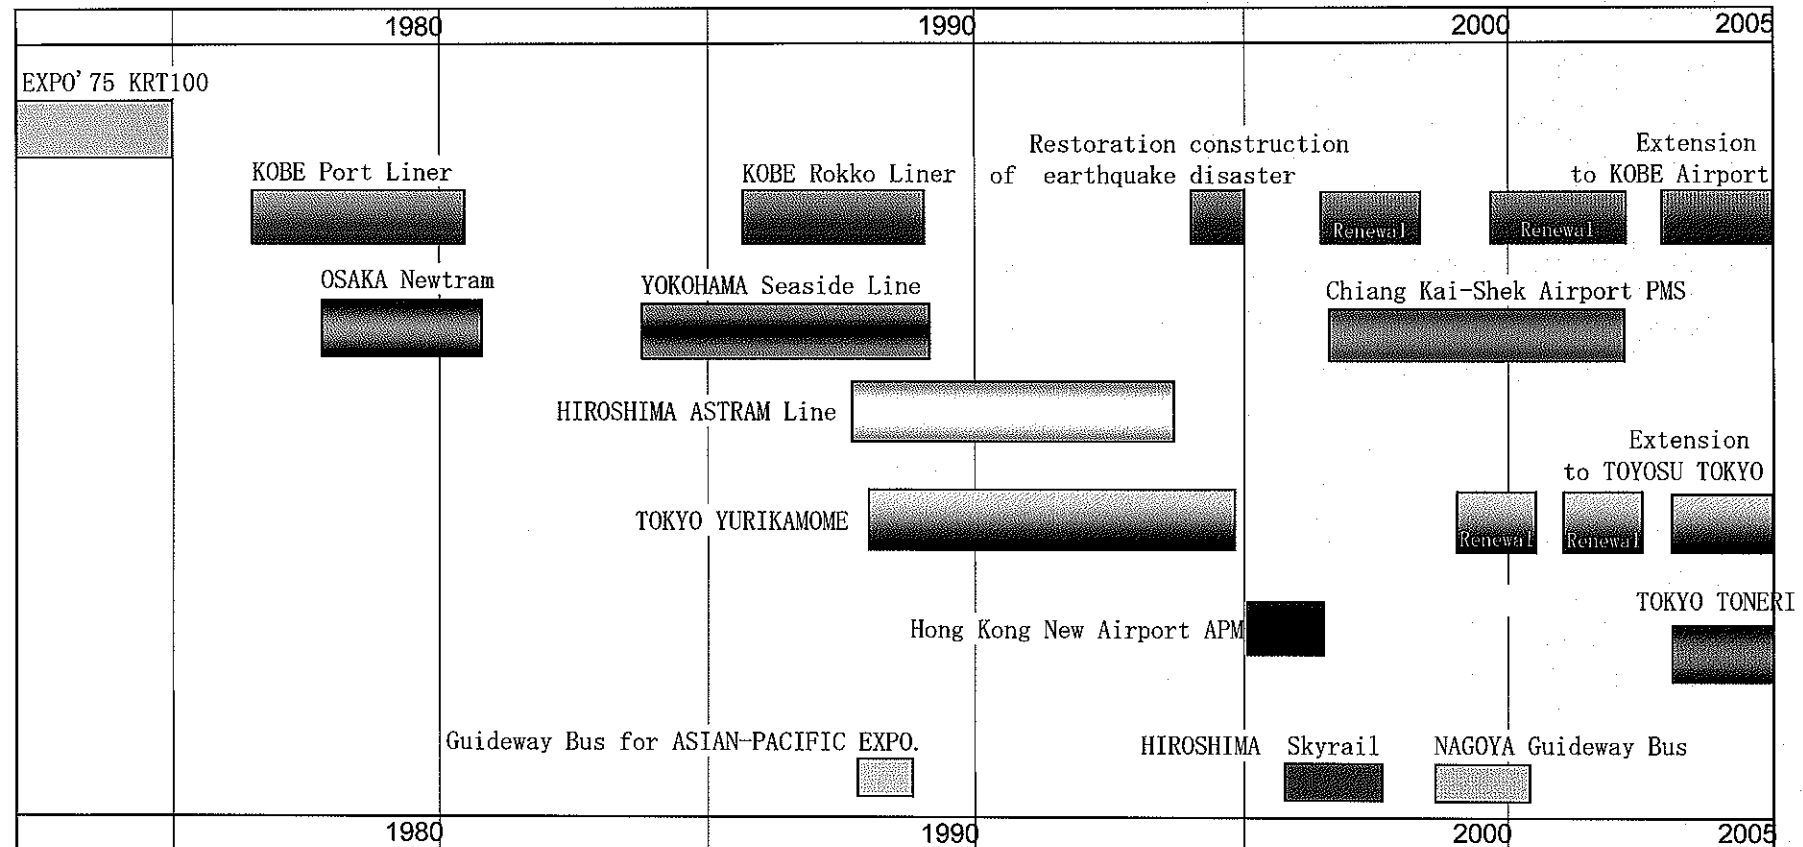 1980 1990 2000 2005
EXPO'75 KRT100
KOBE Port Liner
KOBE Rokko Liner
Restoration construction
of earthquake disaster
Renewal
Renewal
Extension
to KOBE Airport
OSAKA Newtram
YOKOHAMA Seaside Line
Chiang Kai-Shek Airport PMS
HIROSHIMA ASTRAM Line
TOKYO YURIKAMOME
Renewal
Renewal
Extension
to TOYOSU TOKYO
Hong Kong New Airport APM
TOKYO TONERI
Guideway Bus for ASIAN-PACIFIC EXPO.
HIROSHIMA Skyrail
NAGOYA Guideway Bus
1980 1990 2000 2005